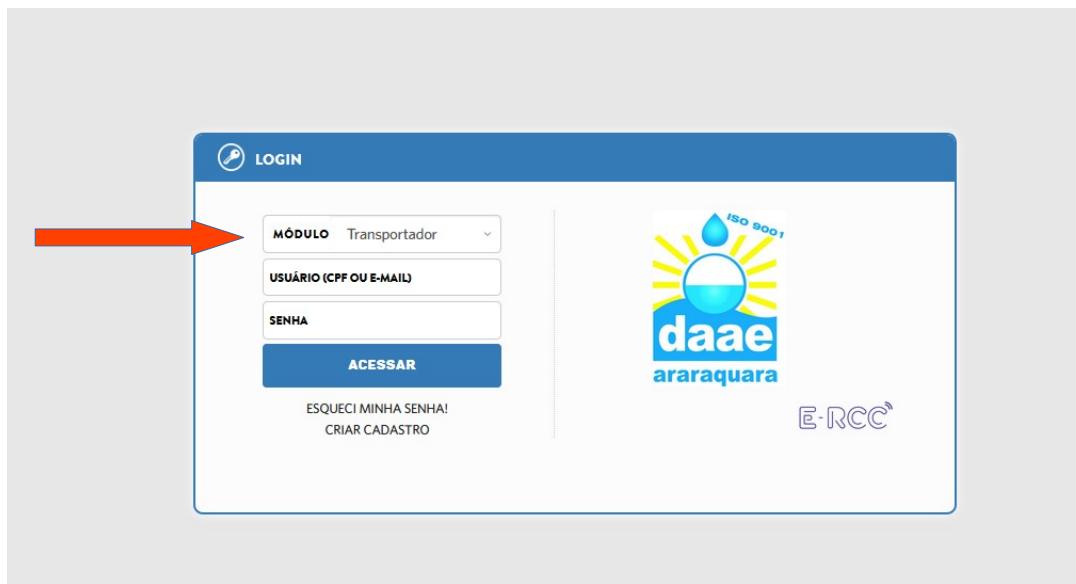 LOGIN
MÓDULO Transportador
USUÁRIO (CPF OU E-MAIL)
SENHA
ACESSAR
ESQUECI MINHA SENHA!
CRIAR CADASTRO
ISO 9001
daae
araraquara
E-RCC